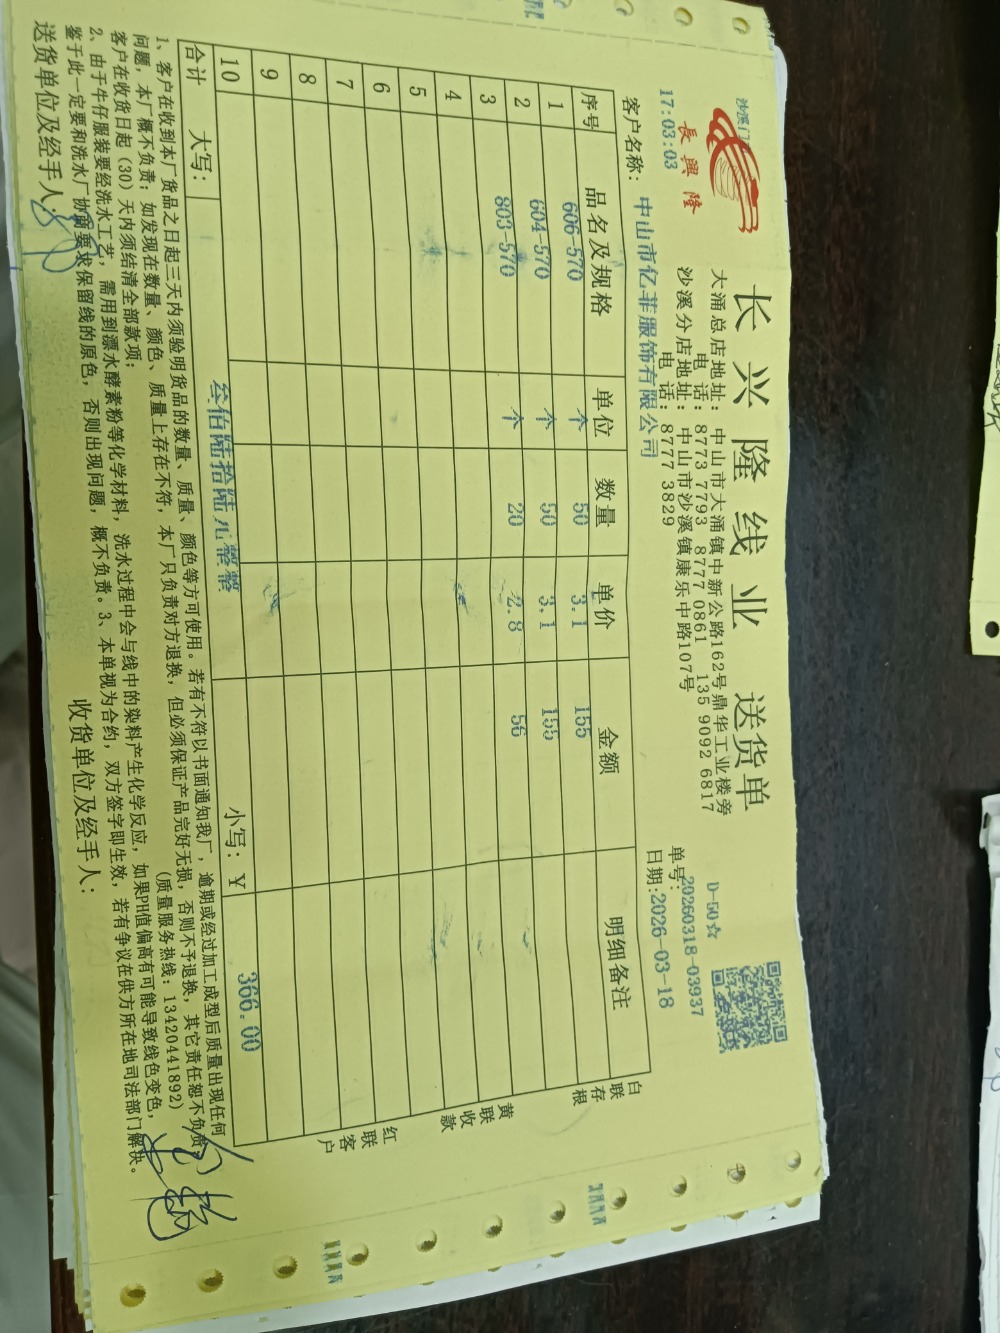 长兴隆线业 送货单
沙溪门
長興隆
大涌总店地址：中山市大涌镇中新公路162号鼎华工业楼旁
电 话：8773 7793 8777 0861 135 9092 6817
沙溪分店地址：中山市沙溪镇康乐中路107号
电 话：8777 3829
17:03:03
D-50☆
单号:20260318-03937
客户名称：中山市亿菲服饰有限公司
日期:2026-03-18
序号 品名及规格 单位 数量 单价 金额 明细备注
1 606-570 个 50 3.1 155
2 604-570 个 50 3.1 155
3 803-570 个 20 2.8 56
4
5
6
7
8
9
10
合计 大写： 叁佰陆拾陆元整整 小写：￥ 366.00
白联存根
黄联收款
红联客户
1、客户在收到本厂货品之日起三天内须验明货品的数量、质量、颜色等方可使用。若有不符以书面通知我厂，逾期或经过加工成型后质量出现任何
问题，本厂概不负责；如发现在数量、颜色、质量上存在不符，本厂只负责对方退换，但必须保证产品完好无损，否则不予退换，其它责任恕不负责；
客户在收货日起（30）天内须结清全部款项； （质量服务热线：13420441892）
2、由于牛仔服装要经洗水工艺，需用到漂水酵素粉等化学材料，洗水过程中会与线中的染料产生化学反应，如果PH值偏高有可能导致线色变色，
鉴于此一定要和洗水厂协商要求保留线的原色，否则出现问题，概不负责。3、本单视为合约，双方签字即生效，若有争议在供方所在地司法部门解决。
送货单位及经手人： 收货单位及经手人：